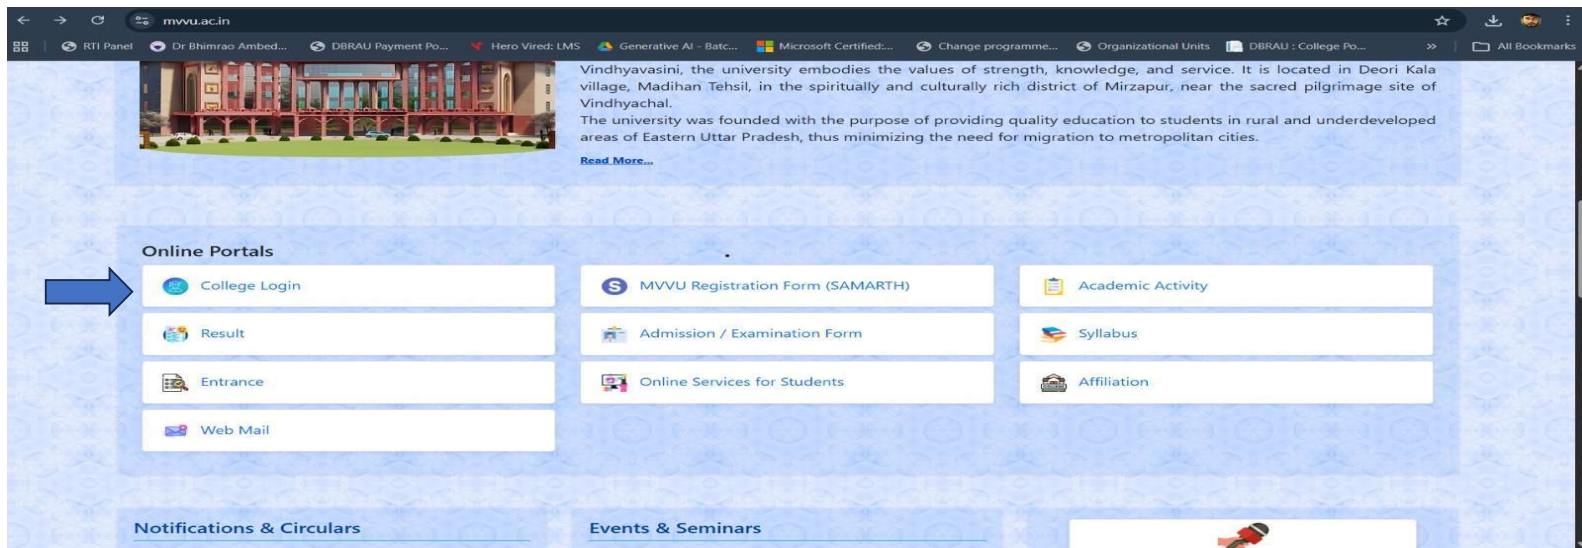 mvvu.ac.in
RTI Panel
Dr Bhimrao Ambed...
DBRAU Payment Po...
Hero Vired: LMS
Generative AI - Batc...
Microsoft Certified:...
Change programme...
Organizational Units
DBRAU : College Po...
»
All Bookmarks
Vindhyavasini, the university embodies the values of strength, knowledge, and service. It is located in Deori Kala
village, Madihan Tehsil, in the spiritually and culturally rich district of Mirzapur, near the sacred pilgrimage site of
Vindhyachal.
The university was founded with the purpose of providing quality education to students in rural and underdeveloped
areas of Eastern Uttar Pradesh, thus minimizing the need for migration to metropolitan cities.
Read More...
Online Portals
College Login
S MVVU Registration Form (SAMARTH)
Academic Activity
Result
Admission / Examination Form
Syllabus
Entrance
Online Services for Students
Affiliation
Web Mail
Notifications & Circulars
Events & Seminars